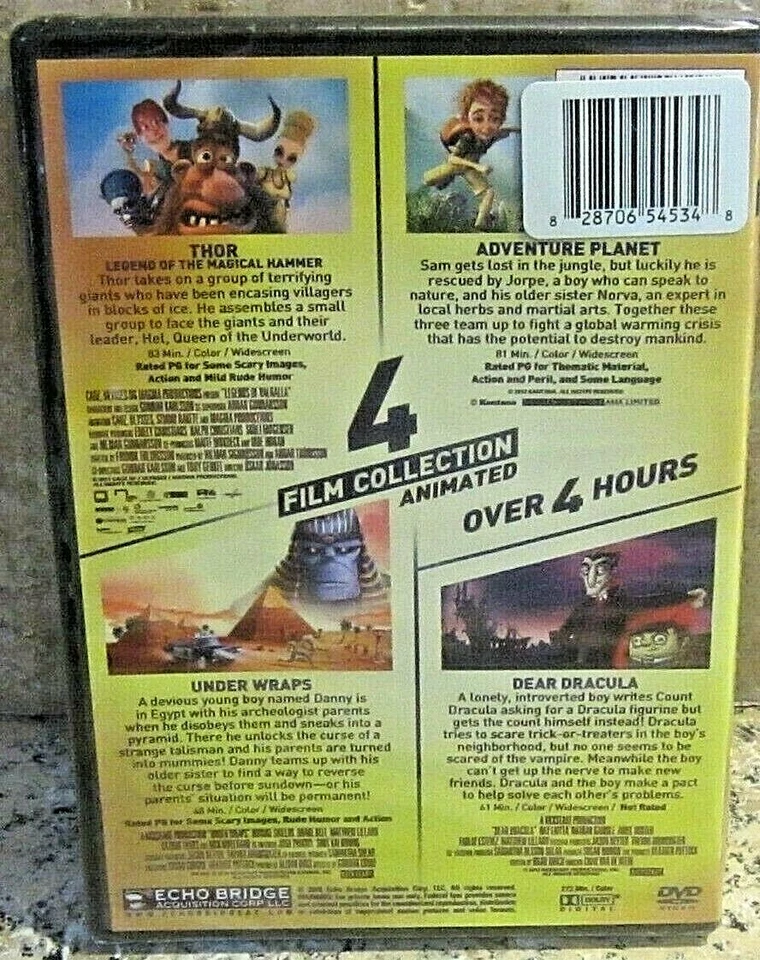 8 28706 54534 8
THOR
LEGEND OF THE MAGICAL HAMMER
Thor takes on a group of terrifying
giants who have been encasing villagers
in blocks of ice. He assembles a small
group to face the giants and their
leader, Hel, Queen of the Underworld.
83 Min. / Color / Widescreen
Rated PG for Some Scary Images,
Action and Mild Rude Humor
ADVENTURE PLANET
Sam gets lost in the jungle, but luckily he is
rescued by Jorpe, a boy who can speak to
nature, and his older sister Norva, an expert in
local herbs and martial arts. Together these
three team up to fight a global warming crisis
that has the potential to destroy mankind.
81 Min. / Color / Widescreen
Rated PG for Thematic Material,
Action and Peril, and Some Language
© Kantana ASIA LIMITED
4
FILM COLLECTION
ANIMATED
OVER 4 HOURS
UNDER WRAPS
A devious young boy named Danny is
in Egypt with his archeologist parents
when he disobeys them and sneaks into a
pyramid. There he unlocks the curse of a
strange talisman and his parents are turned
into mummies! Danny teams up with his
older sister to find a way to reverse
the curse before sundown—or his
parents' situation will be permanent!
48 Min. / Color / Widescreen
Rated PG for Some Scary Images, Rude Humor and Action
DEAR DRACULA
A lonely, introverted boy writes Count
Dracula asking for a Dracula figurine but
gets the count himself instead! Dracula
tries to scare trick-or-treaters in the boy's
neighborhood, but no one seems to be
scared of the vampire. Meanwhile the boy
can't get up the nerve to make new
friends. Dracula and the boy make a pact
to help solve each other's problems.
41 Min. / Color / Widescreen / Not Rated
ECHO BRIDGE
ACQUISITION CORP LLC
DOLBY
DIGITAL
DVD
VIDEO